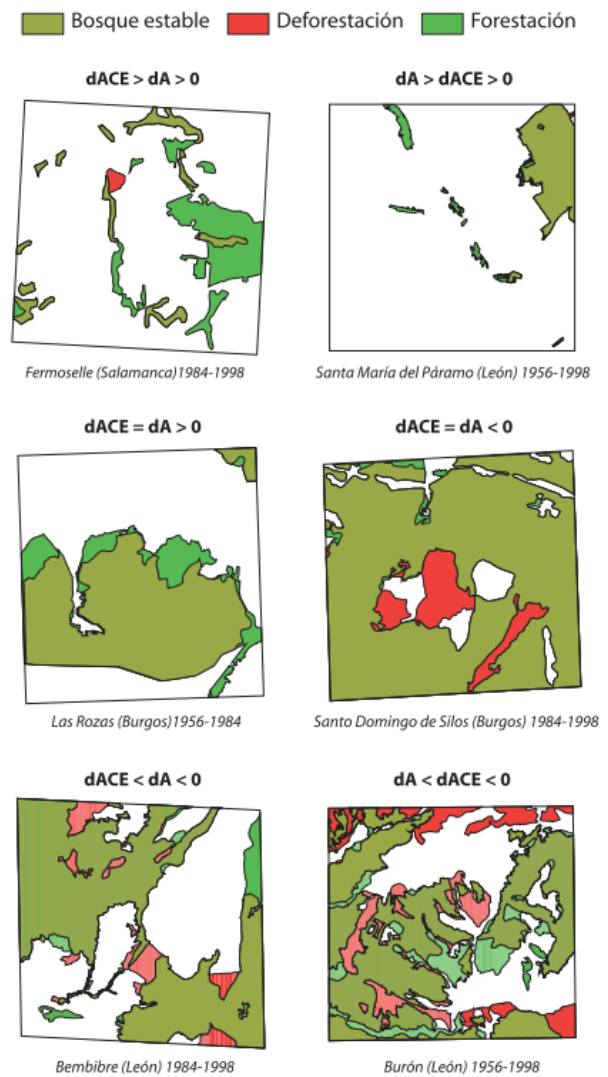 Bosque estable Deforestación Forestación
dACE > dA > 0
dA > dACE > 0
Fermoselle (Salamanca)1984-1998
Santa María del Páramo (León) 1956-1998
dACE = dA > 0
dACE = dA < 0
Las Rozas (Burgos)1956-1984
Santo Domingo de Silos (Burgos) 1984-1998
dACE < dA < 0
dA < dACE < 0
Bembibre (León) 1984-1998
Burón (León) 1956-1998